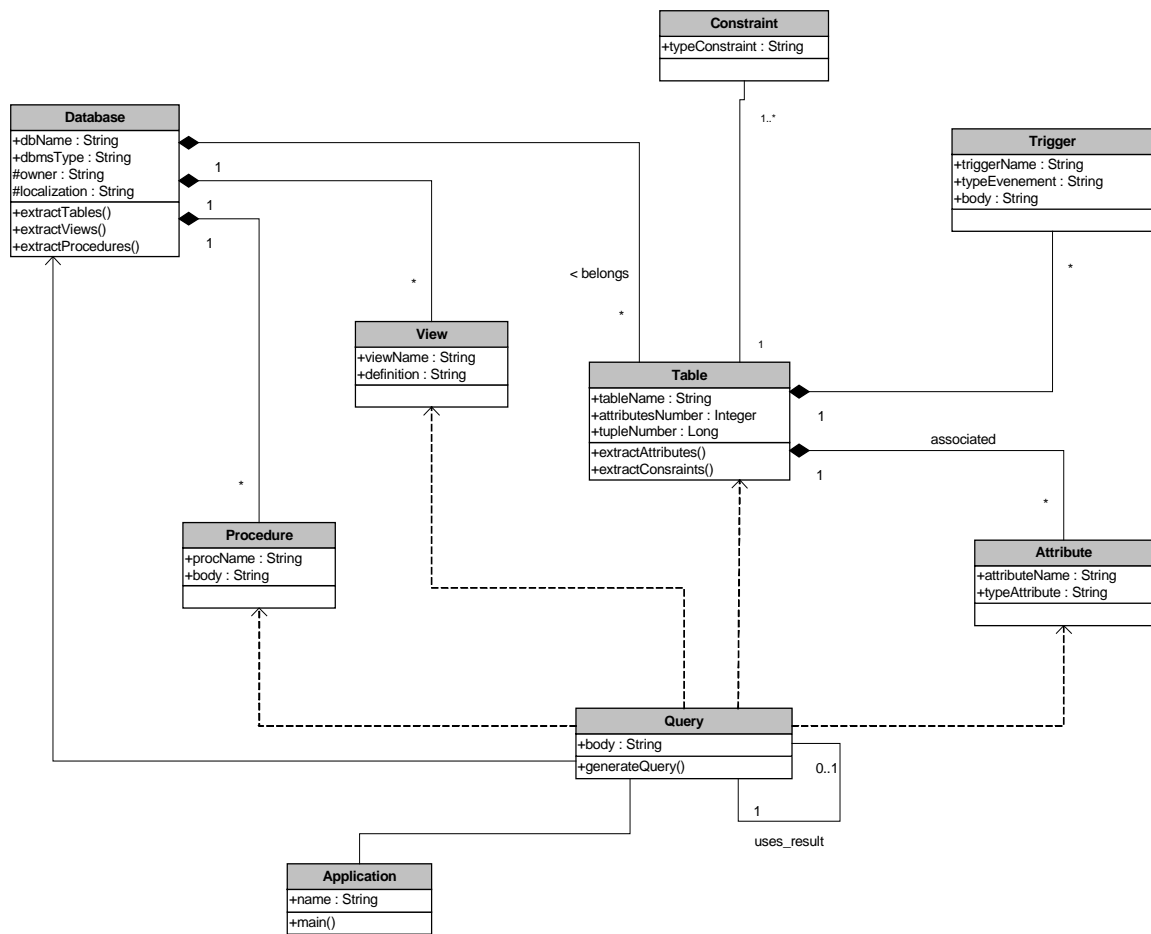 Constraint
+typeConstraint : String
1..*
Database
+dbName : String
+dbmsType : String
#owner : String
#localization : String
+extractTables()
+extractViews()
+extractProcedures()
1
1
1
Trigger
+triggerName : String
+typeEvenement : String
+body : String
*
< belongs
*
*
View
+viewName : String
+definition : String
1
Table
+tableName : String
+attributesNumber : Integer
+tupleNumber : Long
+extractAttributes()
+extractConsraints()
1
associated
1
*
*
Procedure
+procName : String
+body : String
Attribute
+attributeName : String
+typeAttribute : String
Query
+body : String
+generateQuery()
0..1
1
uses_result
Application
+name : String
+main()